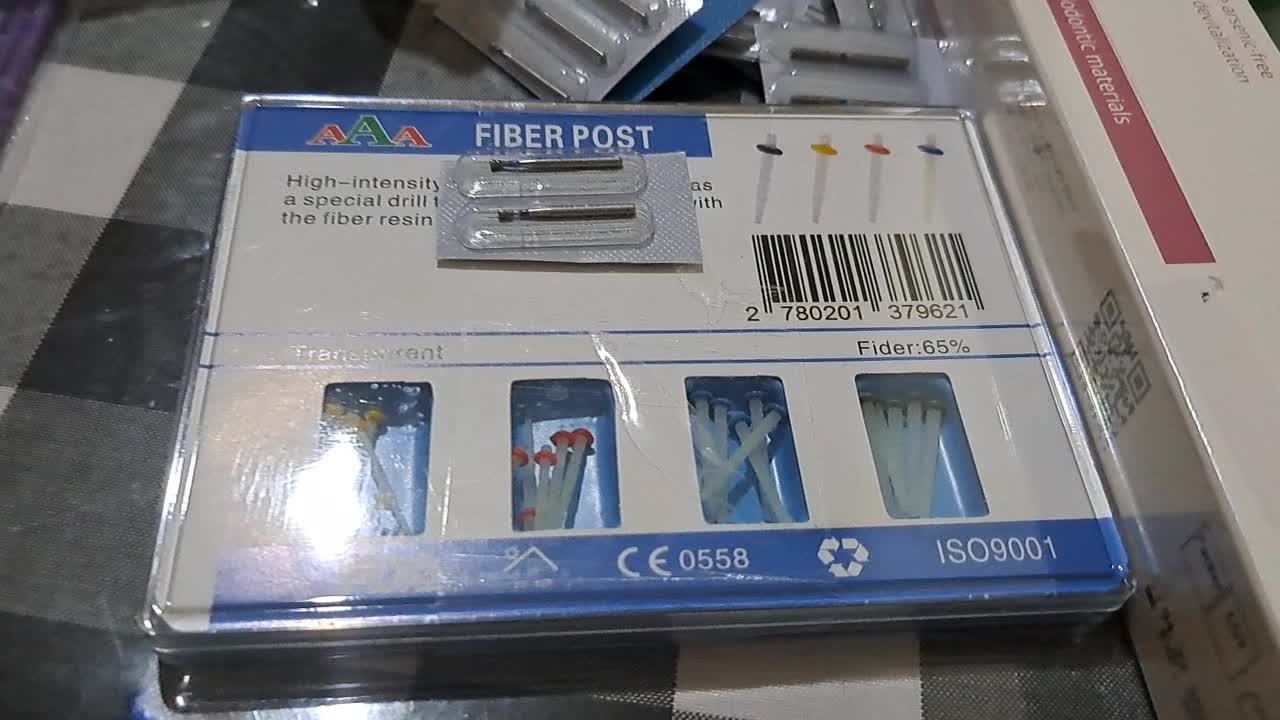 AAA FIBER POST
High-intensity as
a special drill with
the fiber resin
2 780201 379621
Transparent
Fider:65%
CE 0558
ISO9001
odontic materials
arsenic-free
devitalization